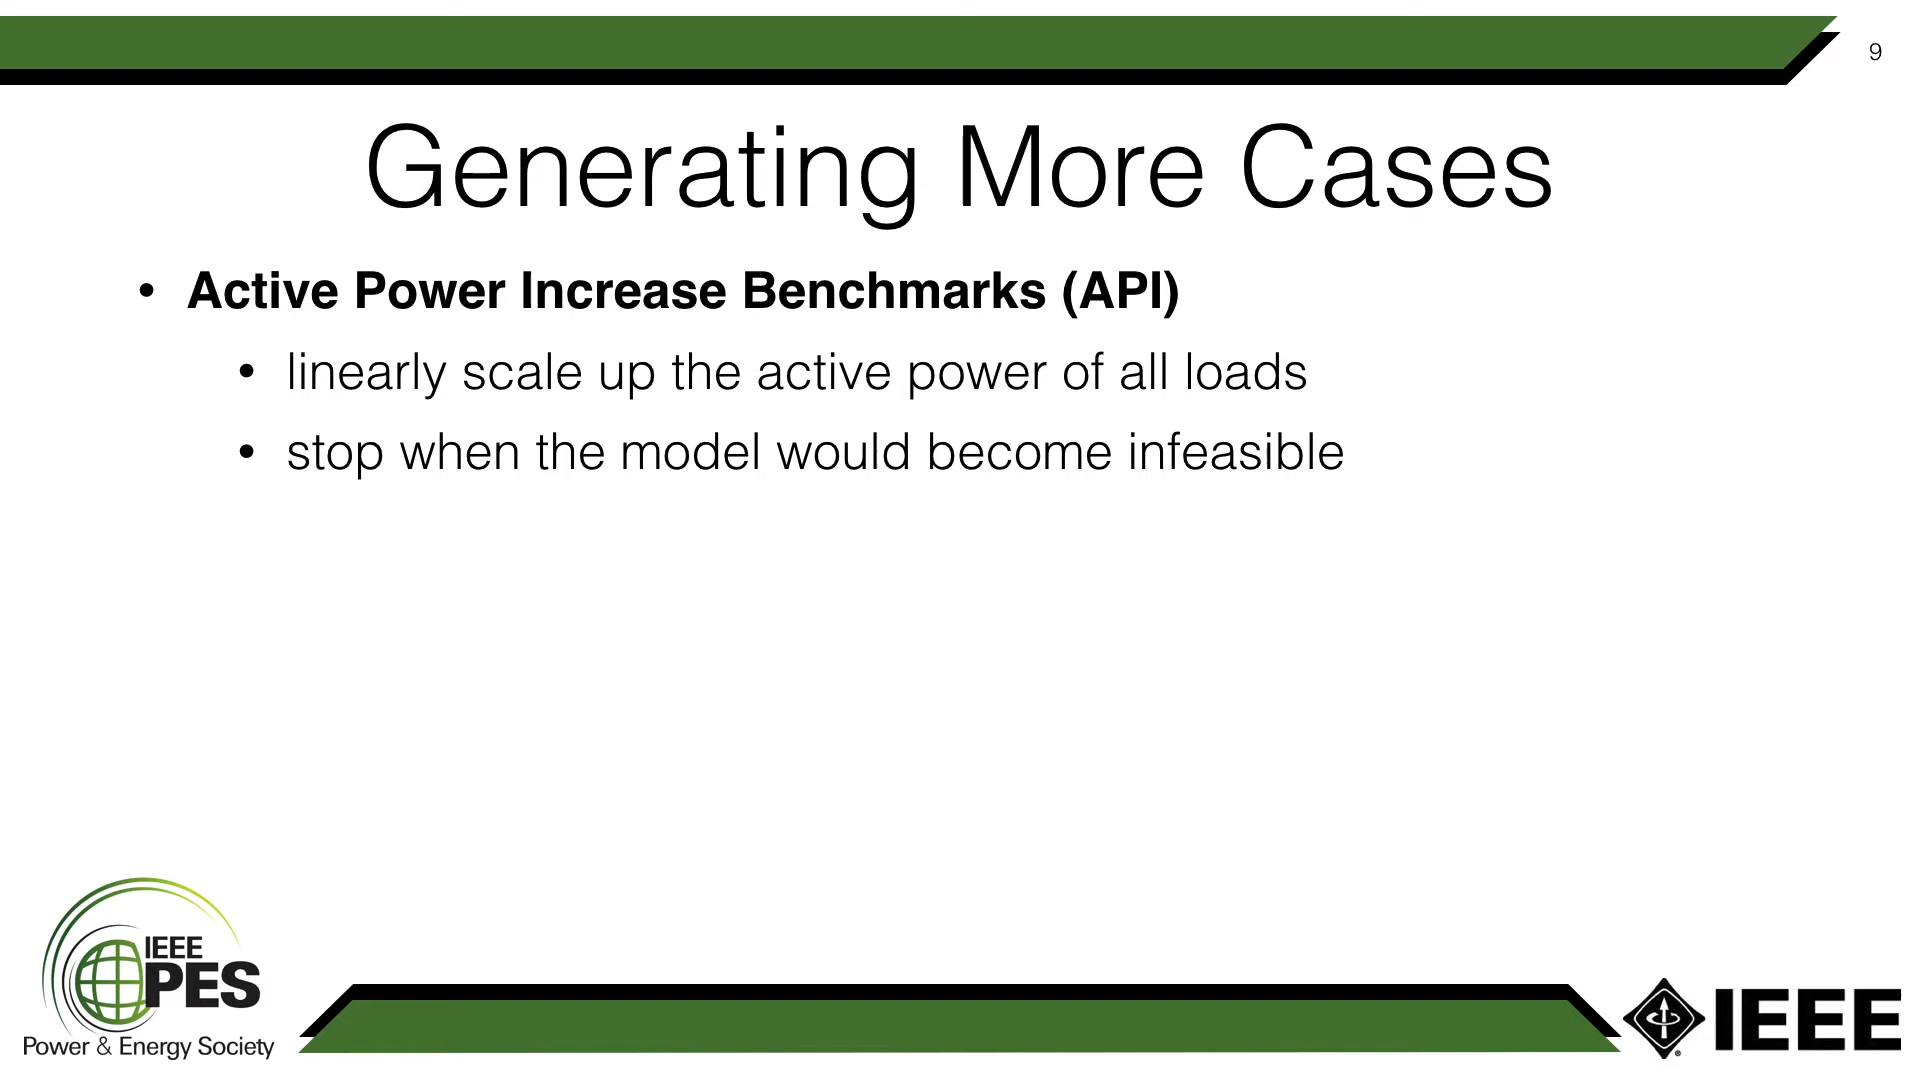 9
Generating More Cases
• Active Power Increase Benchmarks (API)
• linearly scale up the active power of all loads
• stop when the model would become infeasible
IEEE
PES
Power & Energy Society
IEEE